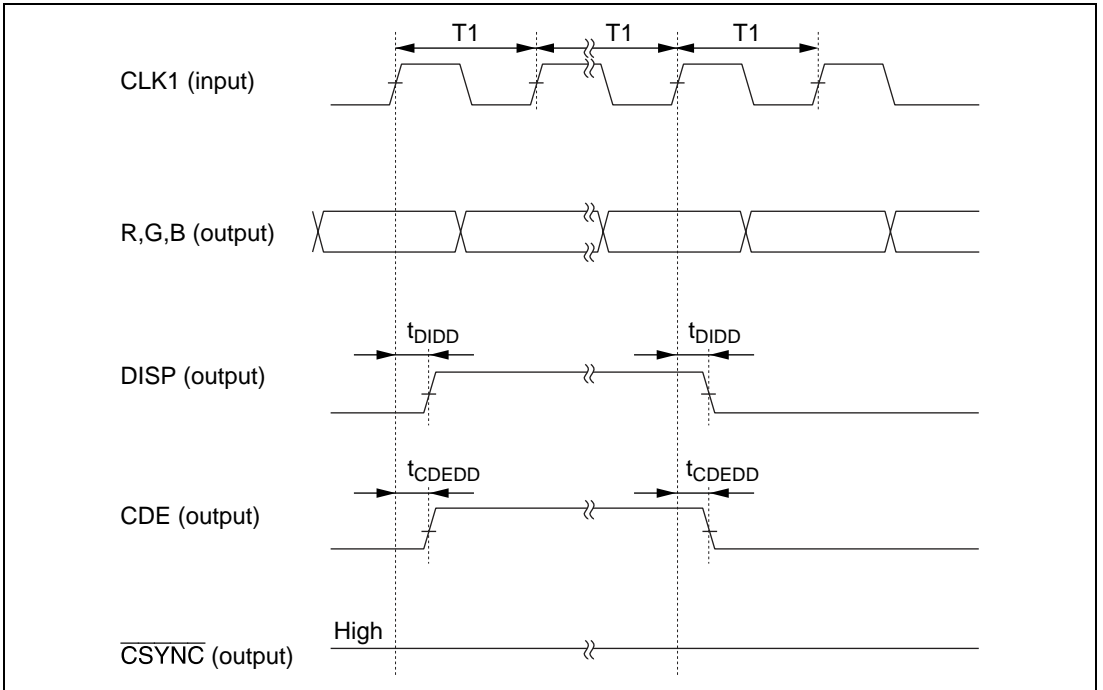 T1 T1 T1
CLK1 (input)
R,G,B (output)
tDIDD tDIDD
DISP (output)
tCDEDD tCDEDD
CDE (output)
High
CSYNC (output)